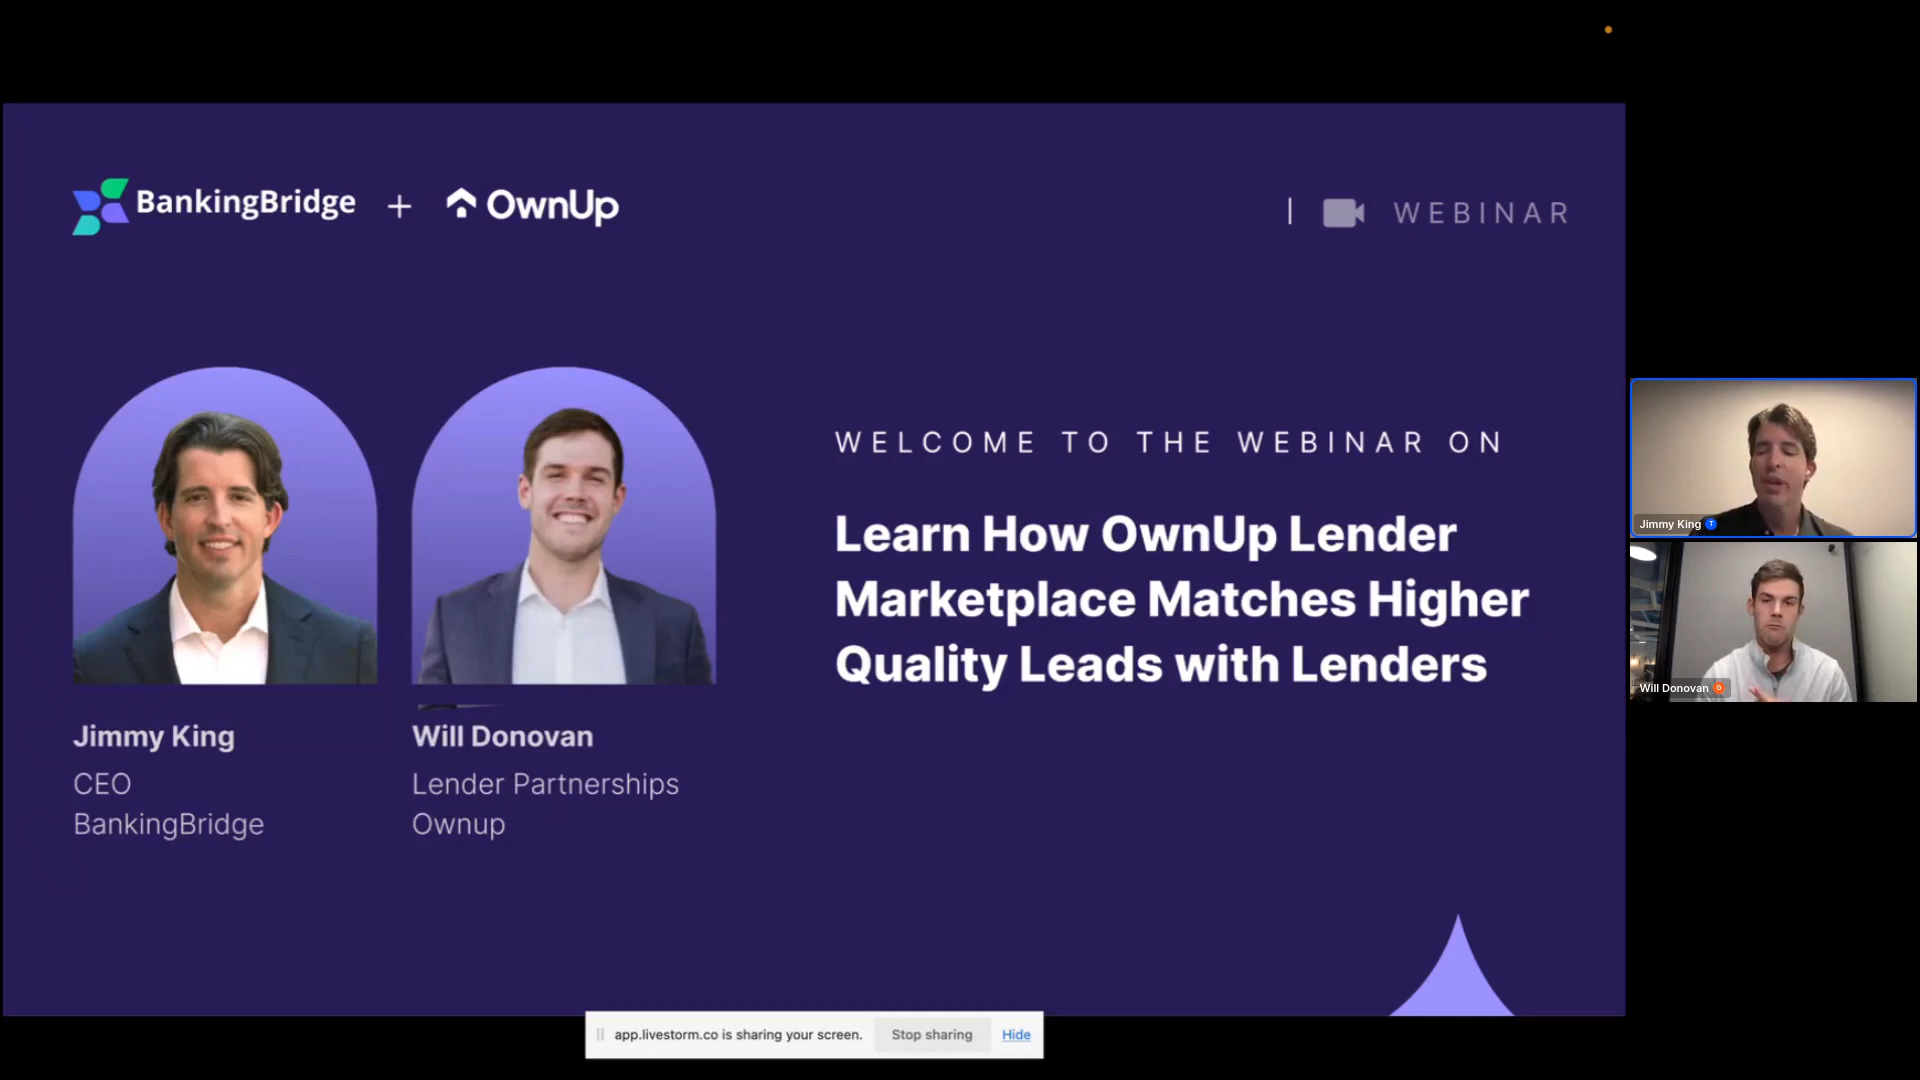 BankingBridge + OwnUp
| WEBINAR
WELCOME TO THE WEBINAR ON
Learn How OwnUp Lender
Marketplace Matches Higher
Quality Leads with Lenders
Jimmy King
CEO
BankingBridge
Will Donovan
Lender Partnerships
Ownup
Jimmy King T
Will Donovan G
app.livestorm.co is sharing your screen. Stop sharing Hide